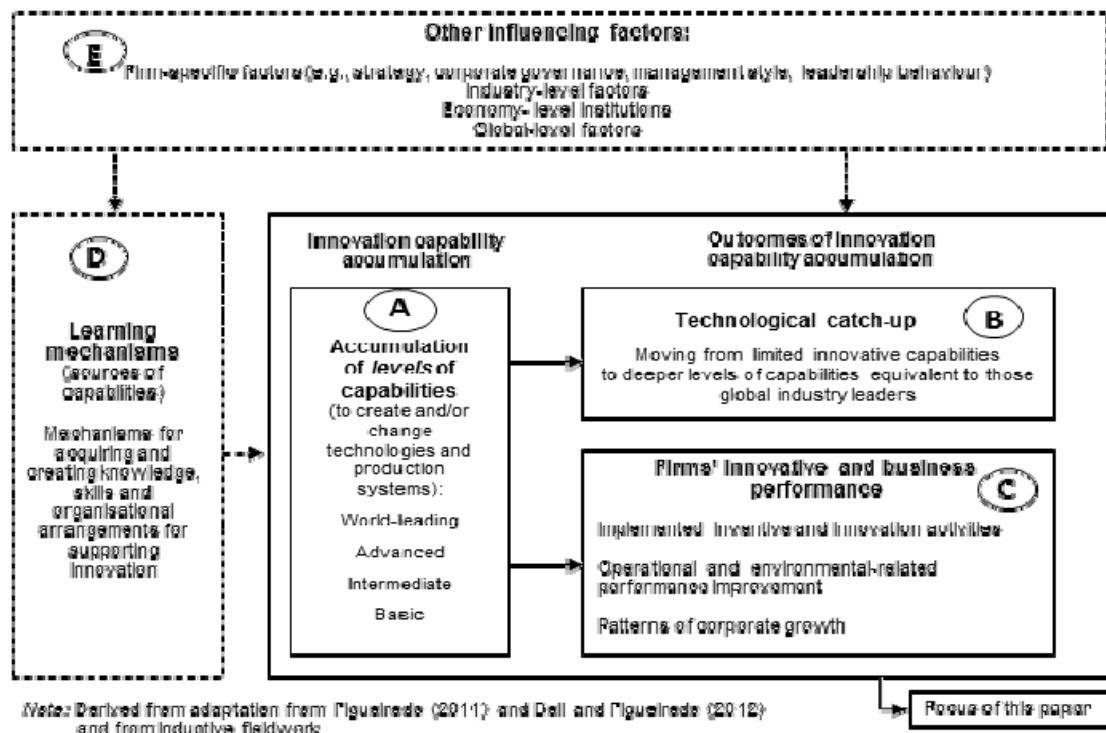 Other influencing factors:
E
Firm-specific factors (e.g., strategy, corporate governance, management style, leadership behaviour)
Industry-level factors
Economy- level institutions
Global-level factors
D
Learning
mechanisms
(sources of
capabilities)
Mechanisms for
acquiring and
creating knowledge,
skills and
organisational
arrangements for
supporting
innovation
Innovation capability
accumulation
A
Accumulation
of levels of
capabilities
(to create and/or
change
technologies and
production
systems):
World-leading
Advanced
Intermediate
Basic
Outcomes of innovation
capability accumulation
Technological catch-up
B
Moving from limited innovative capabilities
to deeper levels of capabilities equivalent to those
global industry leaders
Firms' innovative and business
performance
C
Implemented inventive and innovation activities
Operational and environmental-related
performance improvement
Patterns of corporate growth
Note: Derived from adaptation from Figueiredo (2011) and Bell and Figueiredo (2012)
and from inductive fieldwork
Focus of this paper